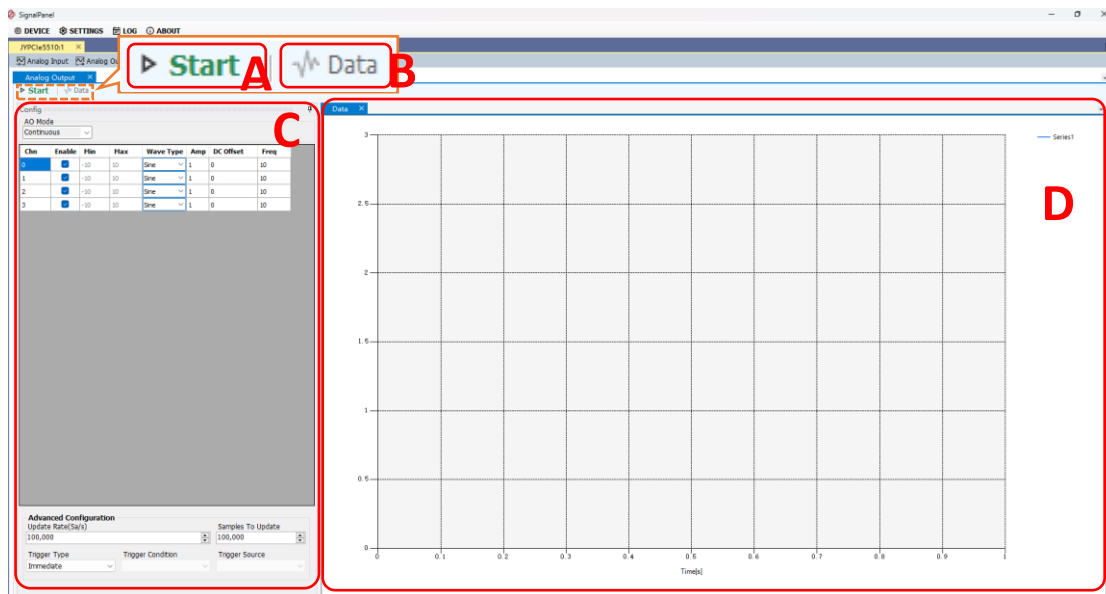 SignalPanel
DEVICE SETTINGS LOG ABOUT
JYPCIe5510:1
Analog Input Analog Ou
Start A Data B
Analog Output
Start Data
Config
C
AO Mode
Continuous
Chn Enable Min Max Wave Type Amp DC Offset Freq
0 -10 10 Sine 1 0 10
1 -10 10 Sine 1 0 10
2 -10 10 Sine 1 0 10
3 -10 10 Sine 1 0 10
Advanced Configuration
Update Rate(Sa/s) Samples To Update
100,000 100,000
Trigger Type Trigger Condition Trigger Source
Immediate
Data
Series1
D
3
2.5
2
1.5
1
0.5
0
0 0.1 0.2 0.3 0.4 0.5 0.6 0.7 0.8 0.9 1
Time[s]